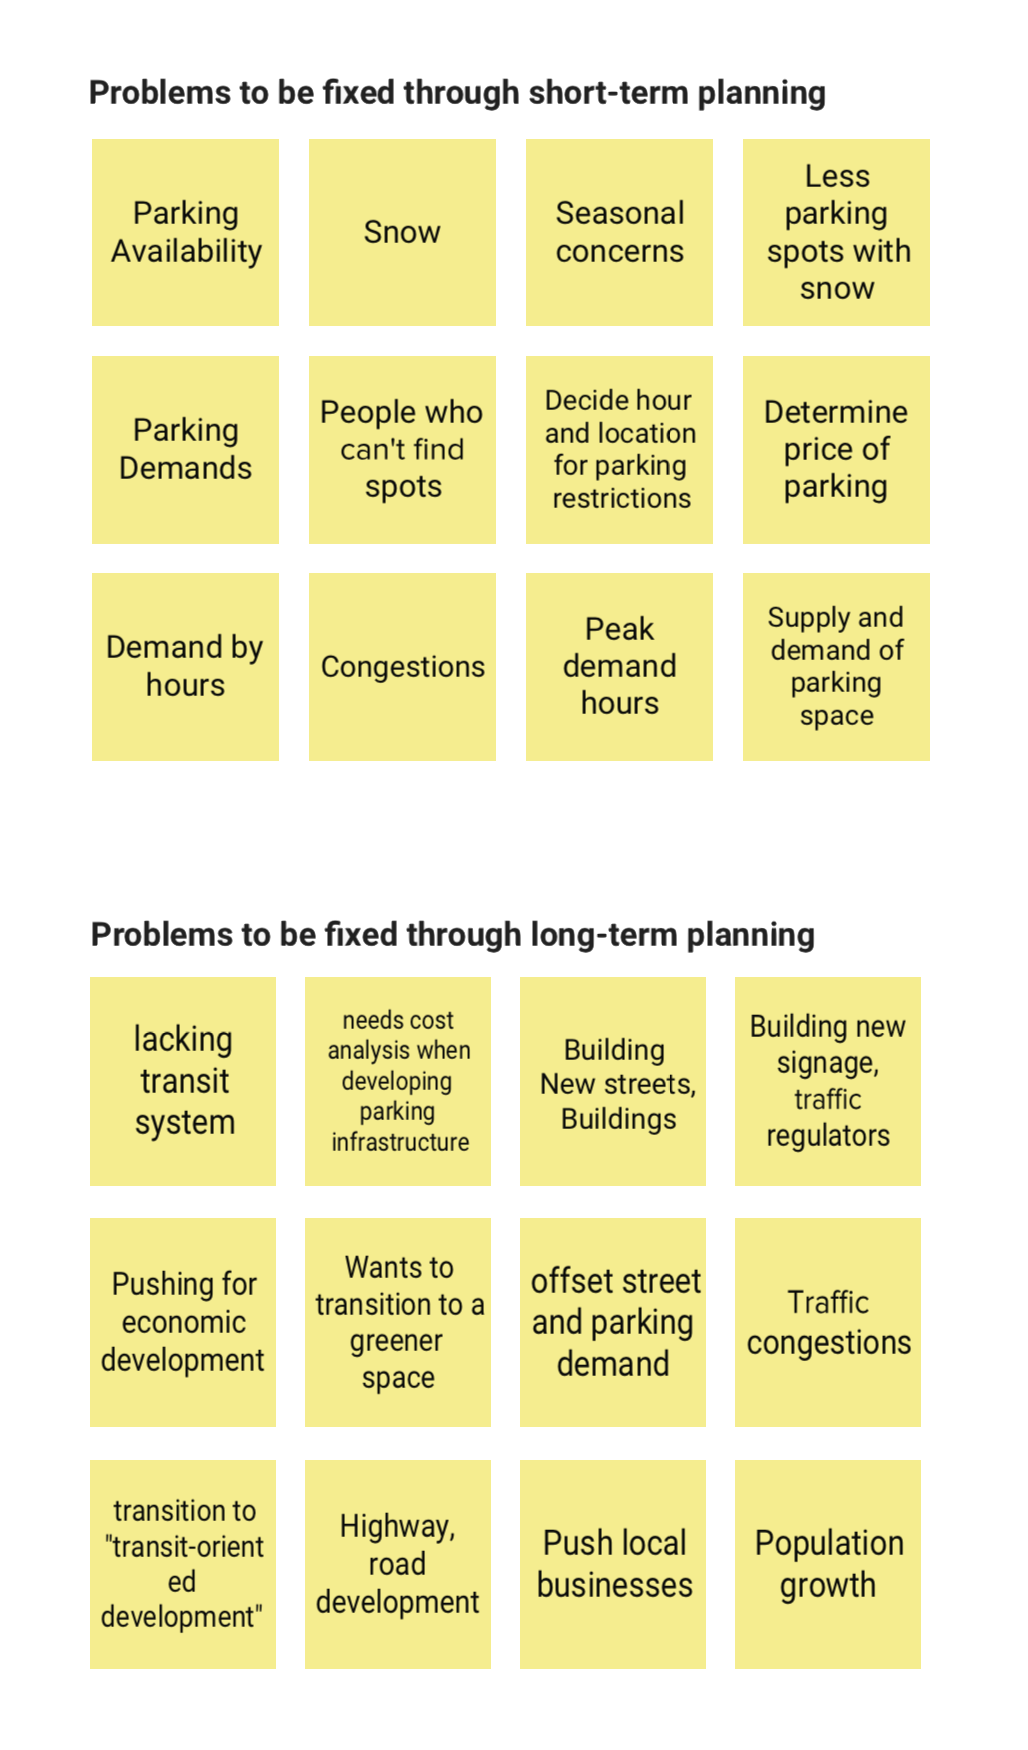 Problems to be fixed through short-term planning
Parking
Availability
Snow
Seasonal
concerns
Less
parking
spots with
snow
Parking
Demands
People who
can't find
spots
Decide hour
and location
for parking
restrictions
Determine
price of
parking
Demand by
hours
Congestions
Peak
demand
hours
Supply and
demand of
parking
space
Problems to be fixed through long-term planning
lacking
transit
system
needs cost
analysis when
developing
parking
infrastructure
Building
New streets,
Buildings
Building new
signage,
traffic
regulators
Pushing for
economic
development
Wants to
transition to a
greener
space
offset street
and parking
demand
Traffic
congestions
transition to
"transit-orient
ed
development"
Highway,
road
development
Push local
businesses
Population
growth